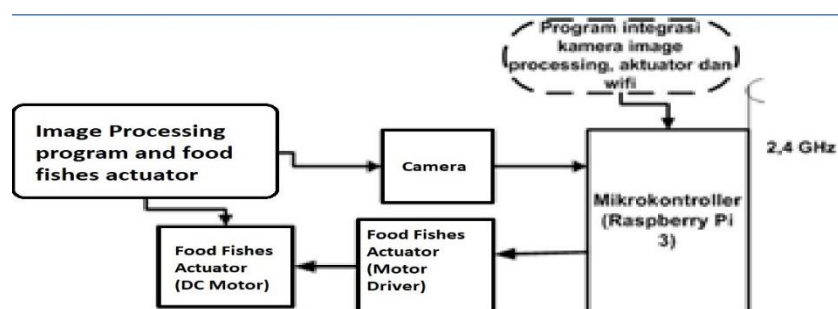 Program integrasi
kamera image
processing, aktuator dan
wifi
Image Processing
program and food
fishes actuator
Camera
2,4 GHz
Mikrokontroller
(Raspberry Pi
3)
Food Fishes
Actuator
(DC Motor)
Food Fishes
Actuator
(Motor
Driver)